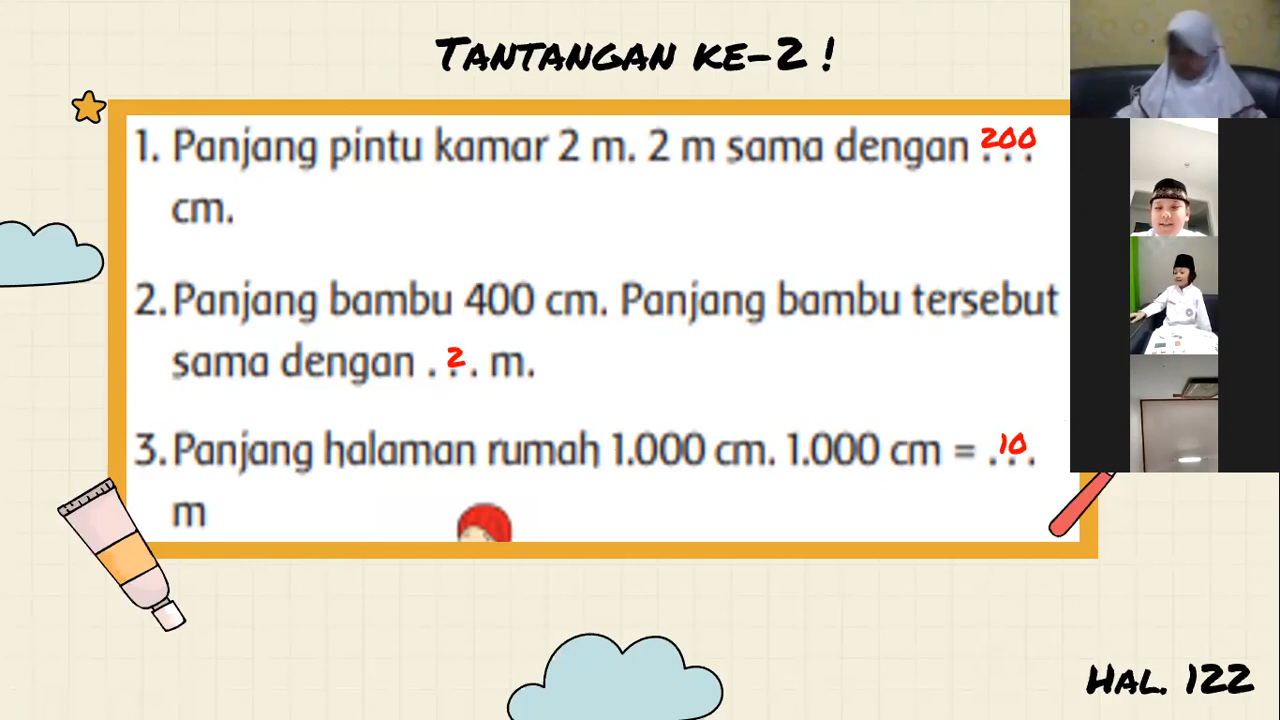 TANTANGAN KE-2 !
1. Panjang pintu kamar 2 m. 2 m sama dengan . 200 .
cm.
2. Panjang bambu 400 cm. Panjang bambu tersebut
sama dengan . 2 . m.
3. Panjang halaman rumah 1.000 cm. 1.000 cm = . 10 .
m
HAL. 122